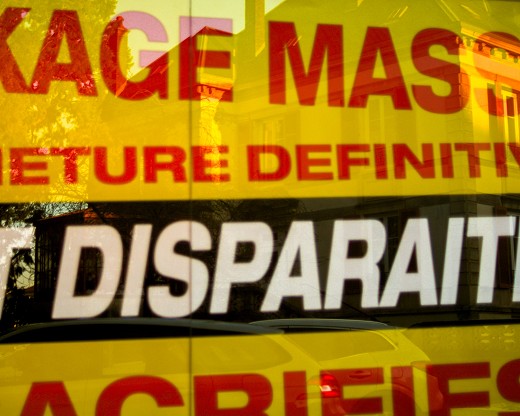 KAGE MASS
METURE DEFINITIV
T DISPARAIT
ACRIFIES